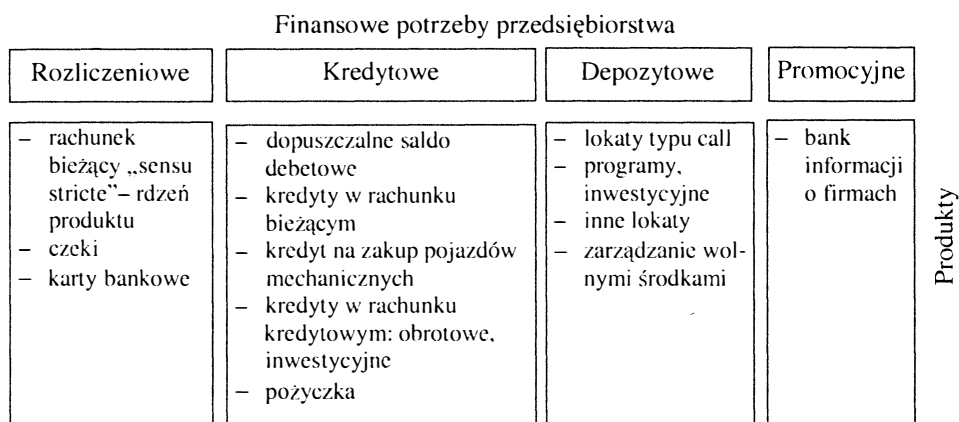 Finansowe potrzeby przedsiębiorstwa
Rozliczeniowe
Kredytowe
Depozytowe
Promocyjne
– rachunek
bieżący „sensu
stricte”– rdzeń
produktu
– czeki
– karty bankowe
– dopuszczalne saldo
debetowe
– kredyty w rachunku
bieżącym
– kredyt na zakup pojazdów
mechanicznych
– kredyty w rachunku
kredytowym: obrotowe,
inwestycyjne
– pożyczka
– lokaty typu call
– programy,
inwestycyjne
– inne lokaty
– zarządzanie wol-
nymi środkami
– bank
informacji
o firmach
Produkty